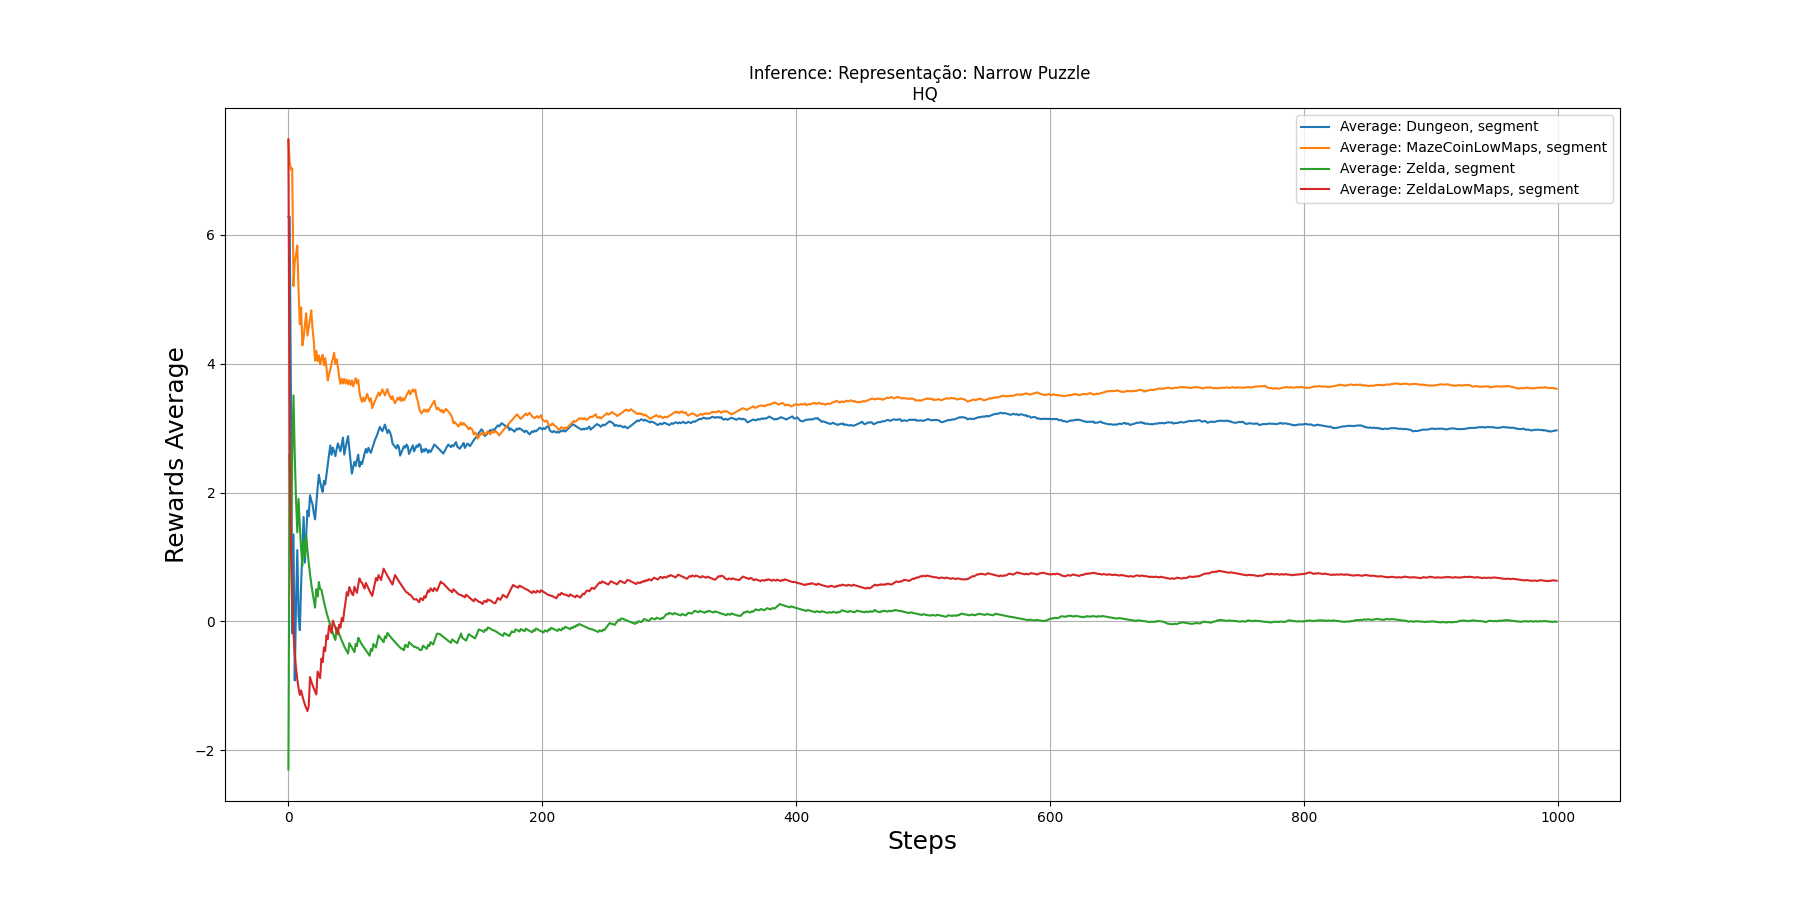 Inference: Representação: Narrow Puzzle
HQ
Average: Dungeon, segment
Average: MazeCoinLowMaps, segment
Average: Zelda, segment
Average: ZeldaLowMaps, segment
Rewards Average
6
4
2
0
−2
0 200 400 600 800 1000
Steps